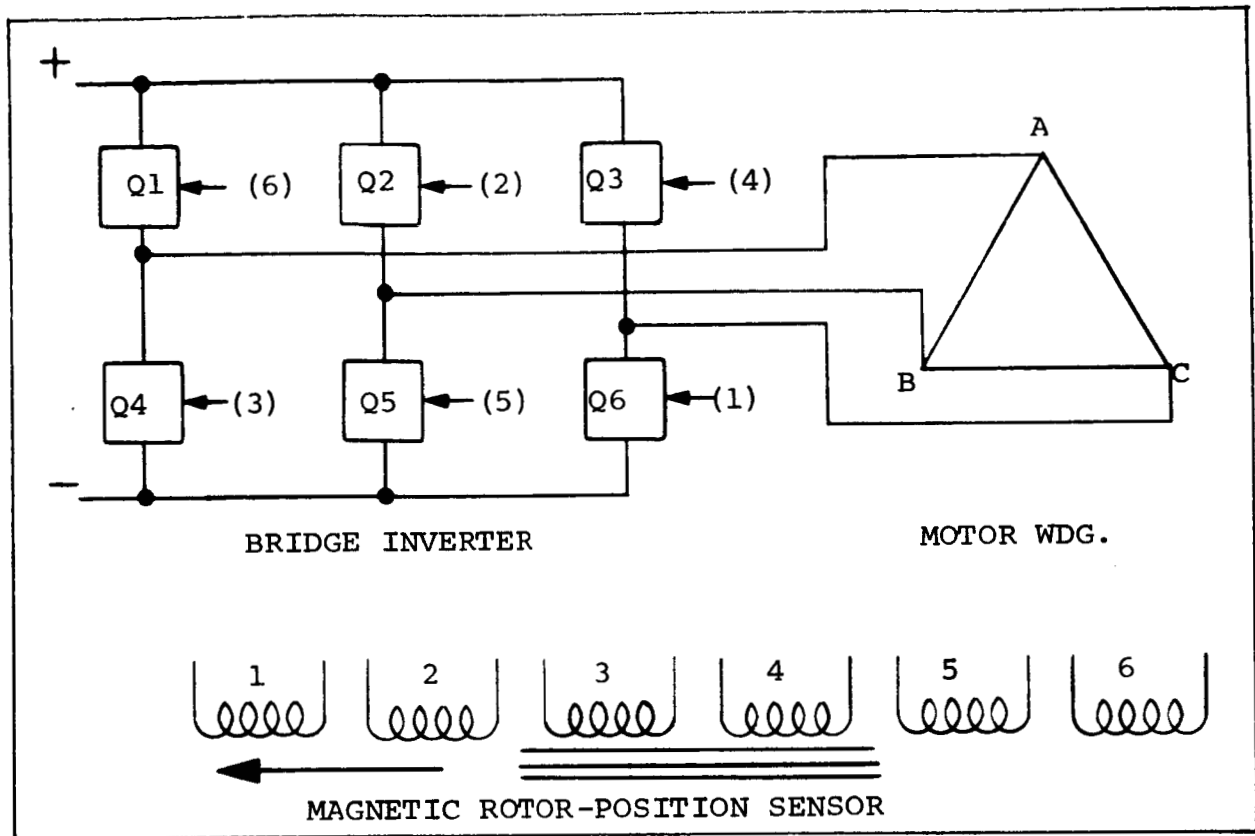 +
A
Q1 (6) Q2 (2) Q3 (4)
B C
Q4 (3) Q5 (5) Q6 (1)
−
BRIDGE INVERTER MOTOR WDG.
1 2 3 4 5 6
MAGNETIC ROTOR-POSITION SENSOR